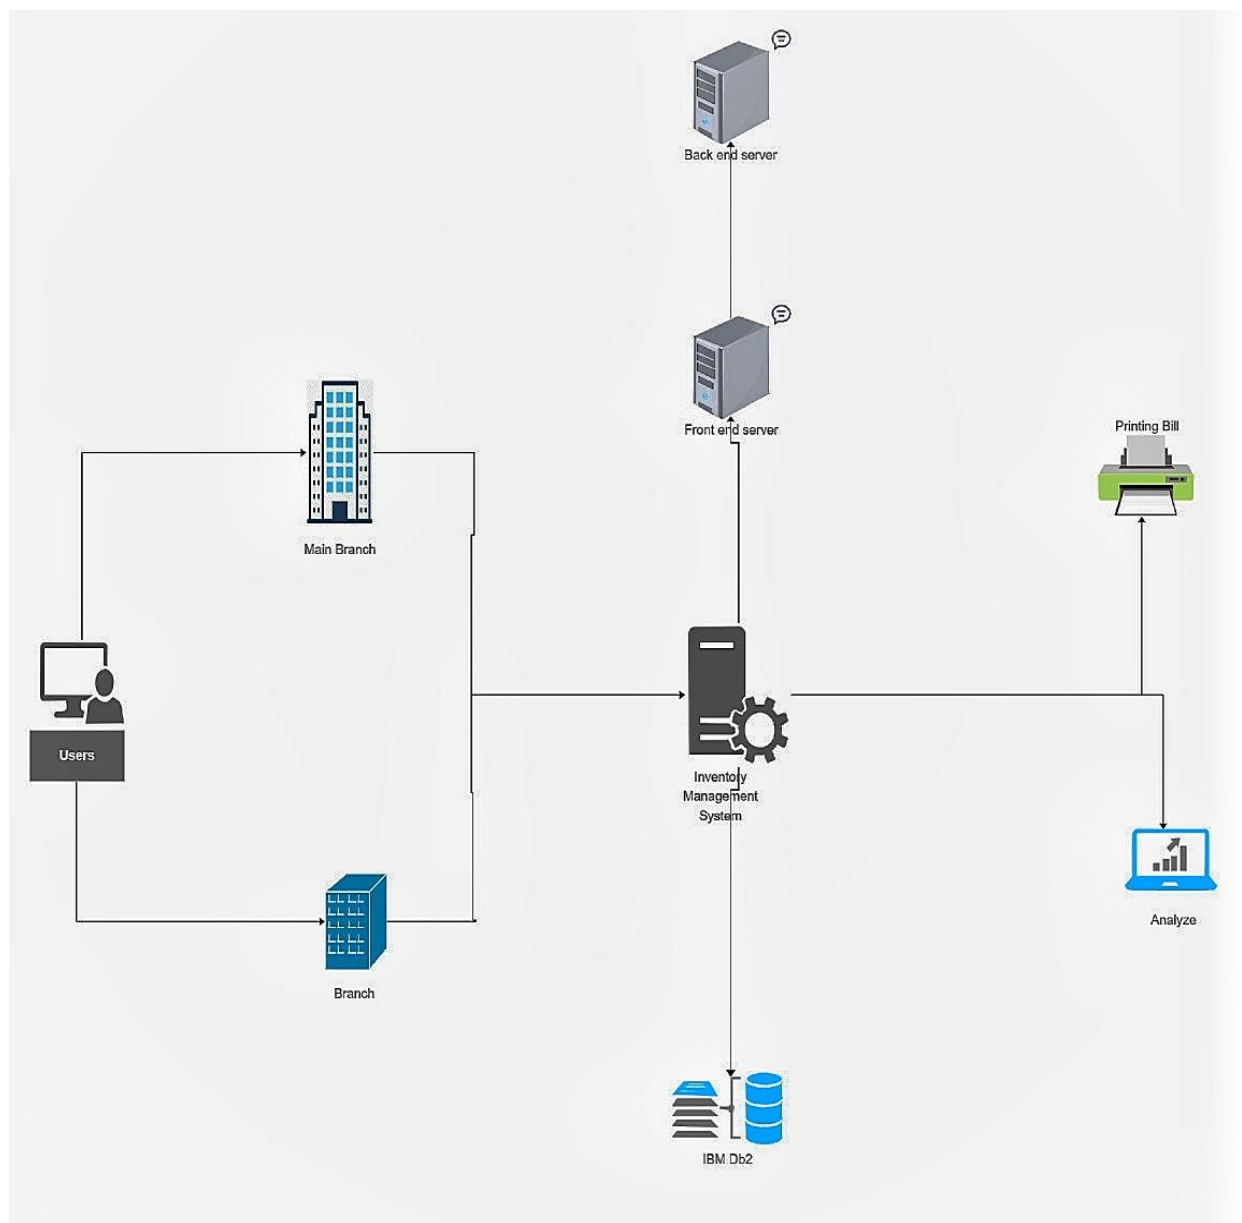 Back end server
Front end server
Printing Bill
Main Branch
Users
Inventory
Management
System
Analyze
Branch
IBM Db2